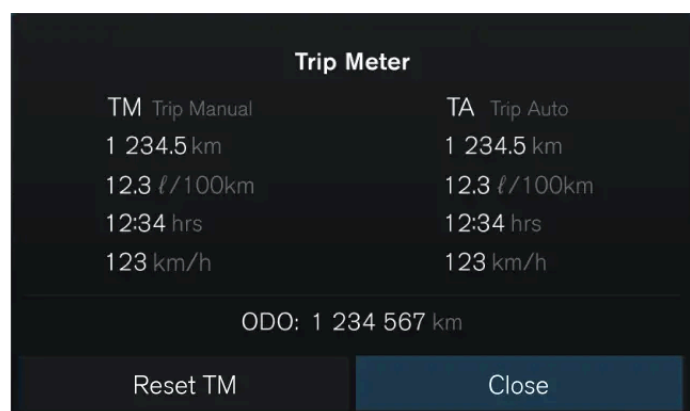 Trip Meter
TM Trip Manual
1 234.5 km
12.3 ℓ/100km
12:34 hrs
123 km/h
TA Trip Auto
1 234.5 km
12.3 ℓ/100km
12:34 hrs
123 km/h
ODO: 1 234 567 km
Reset TM
Close